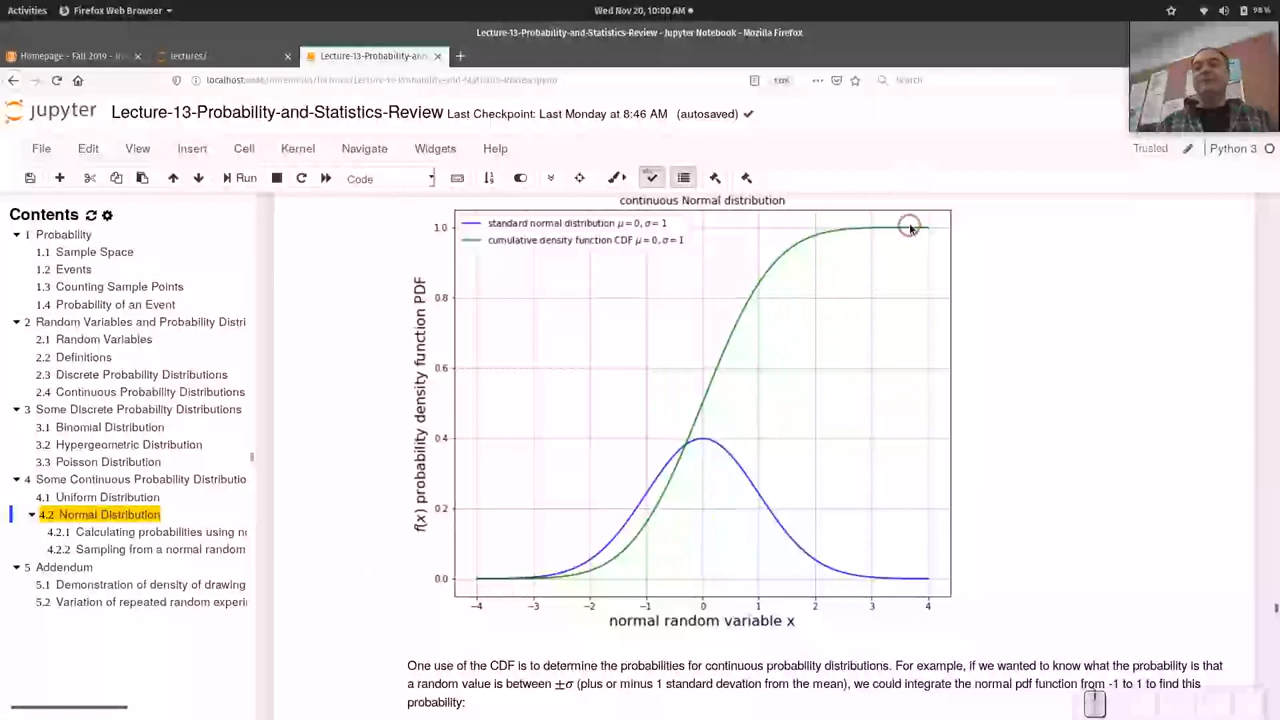 Activities Firefox Web Browser Wed Nov 20, 10:00 AM 98%
Lecture-13-Probability-and-Statistics-Review - Jupyter Notebook - Mozilla Firefox
Homepage - Fall 2019 - lectures/ Lecture-13-Probability-and-
Search
jupyter Lecture-13-Probability-and-Statistics-Review Last Checkpoint: Last Monday at 8:46 AM (autosaved)
File Edit View Insert Cell Kernel Navigate Widgets Help Trusted Python 3
Run Code
Contents
1 Probability
1.1 Sample Space
1.2 Events
1.3 Counting Sample Points
1.4 Probability of an Event
2 Random Variables and Probability Distri
2.1 Random Variables
2.2 Definitions
2.3 Discrete Probability Distributions
2.4 Continuous Probability Distributions
3 Some Discrete Probability Distributions
3.1 Binomial Distribution
3.2 Hypergeometric Distribution
3.3 Poisson Distribution
4 Some Continuous Probability Distributio
4.1 Uniform Distribution
4.2 Normal Distribution
4.2.1 Calculating probabilities using n
4.2.2 Sampling from a normal random
5 Addendum
5.1 Demonstration of density of drawing
5.2 Variation of repeated random experi
continuous Normal distribution
standard normal distribution μ = 0, σ = 1
cumulative density function CDF μ = 0, σ = 1
f(x) probability density function PDF
1.0
0.8
0.6
0.4
0.2
0.0
−4 −3 −2 −1 0 1 2 3 4
normal random variable x
One use of the CDF is to determine the probabilities for continuous probability distributions. For example, if we wanted to know what the probability is that
a random value is between ±σ (plus or minus 1 standard devation from the mean), we could integrate the normal pdf function from -1 to 1 to find this
probability: